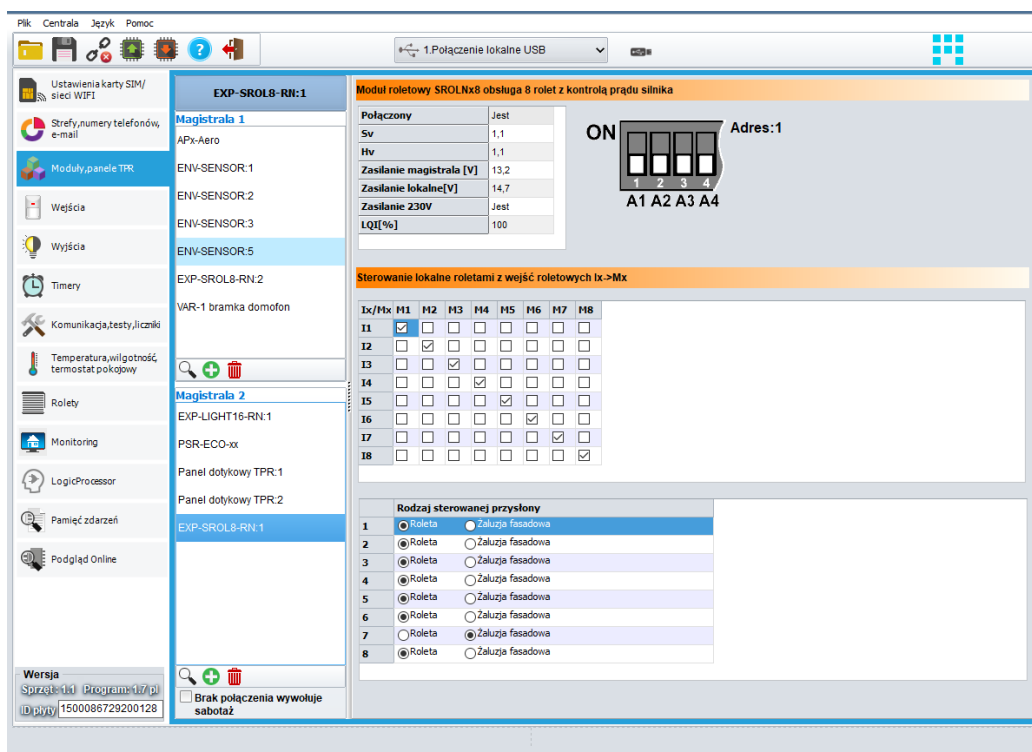 Plik Centrala Język Pomoc
1.Połączenie lokalne USB
Ustawienia karty SIM/
sieci WIFI
Strefy,numery telefonów,
e-mail
Moduły,panele TPR
Wejścia
Wyjścia
Timery
Komunikacja,testy,liczniki
Temperatura,wilgotność,
termostat pokojowy
Rolety
Monitoring
LogicProcessor
Pamięć zdarzeń
Podgląd Online
Wersja
Sprzęt: 1.1 Program: 1.7 pl
ID płyty 1500086729200128
EXP-SROL8-RN:1
Magistrala 1
APx-Aero
ENV-SENSOR:1
ENV-SENSOR:2
ENV-SENSOR:3
ENV-SENSOR:5
EXP-SROL8-RN:2
VAR-1 bramka domofon
Magistrala 2
EXP-LIGHT16-RN:1
PSR-ECO-xx
Panel dotykowy TPR:1
Panel dotykowy TPR:2
EXP-SROL8-RN:1
Brak połączenia wywołuje
sabotaż
Moduł roletowy SROLNx8 obsługa 8 rolet z kontrolą prądu silnika
Połączony Jest
Sv 1,1
Hv 1,1
Zasilanie magistrala [V] 13,2
Zasilanie lokalne[V] 14,7
Zasilanie 230V Jest
LQI[%] 100
ON
1 2 3 4
A1 A2 A3 A4
Adres:1
Sterowanie lokalne roletami z wejść roletowych Ix->Mx
Ix/Mx M1 M2 M3 M4 M5 M6 M7 M8
I1
I2
I3
I4
I5
I6
I7
I8
Rodzaj sterowanej przysłony
1 Roleta Żaluzja fasadowa
2 Roleta Żaluzja fasadowa
3 Roleta Żaluzja fasadowa
4 Roleta Żaluzja fasadowa
5 Roleta Żaluzja fasadowa
6 Roleta Żaluzja fasadowa
7 Roleta Żaluzja fasadowa
8 Roleta Żaluzja fasadowa